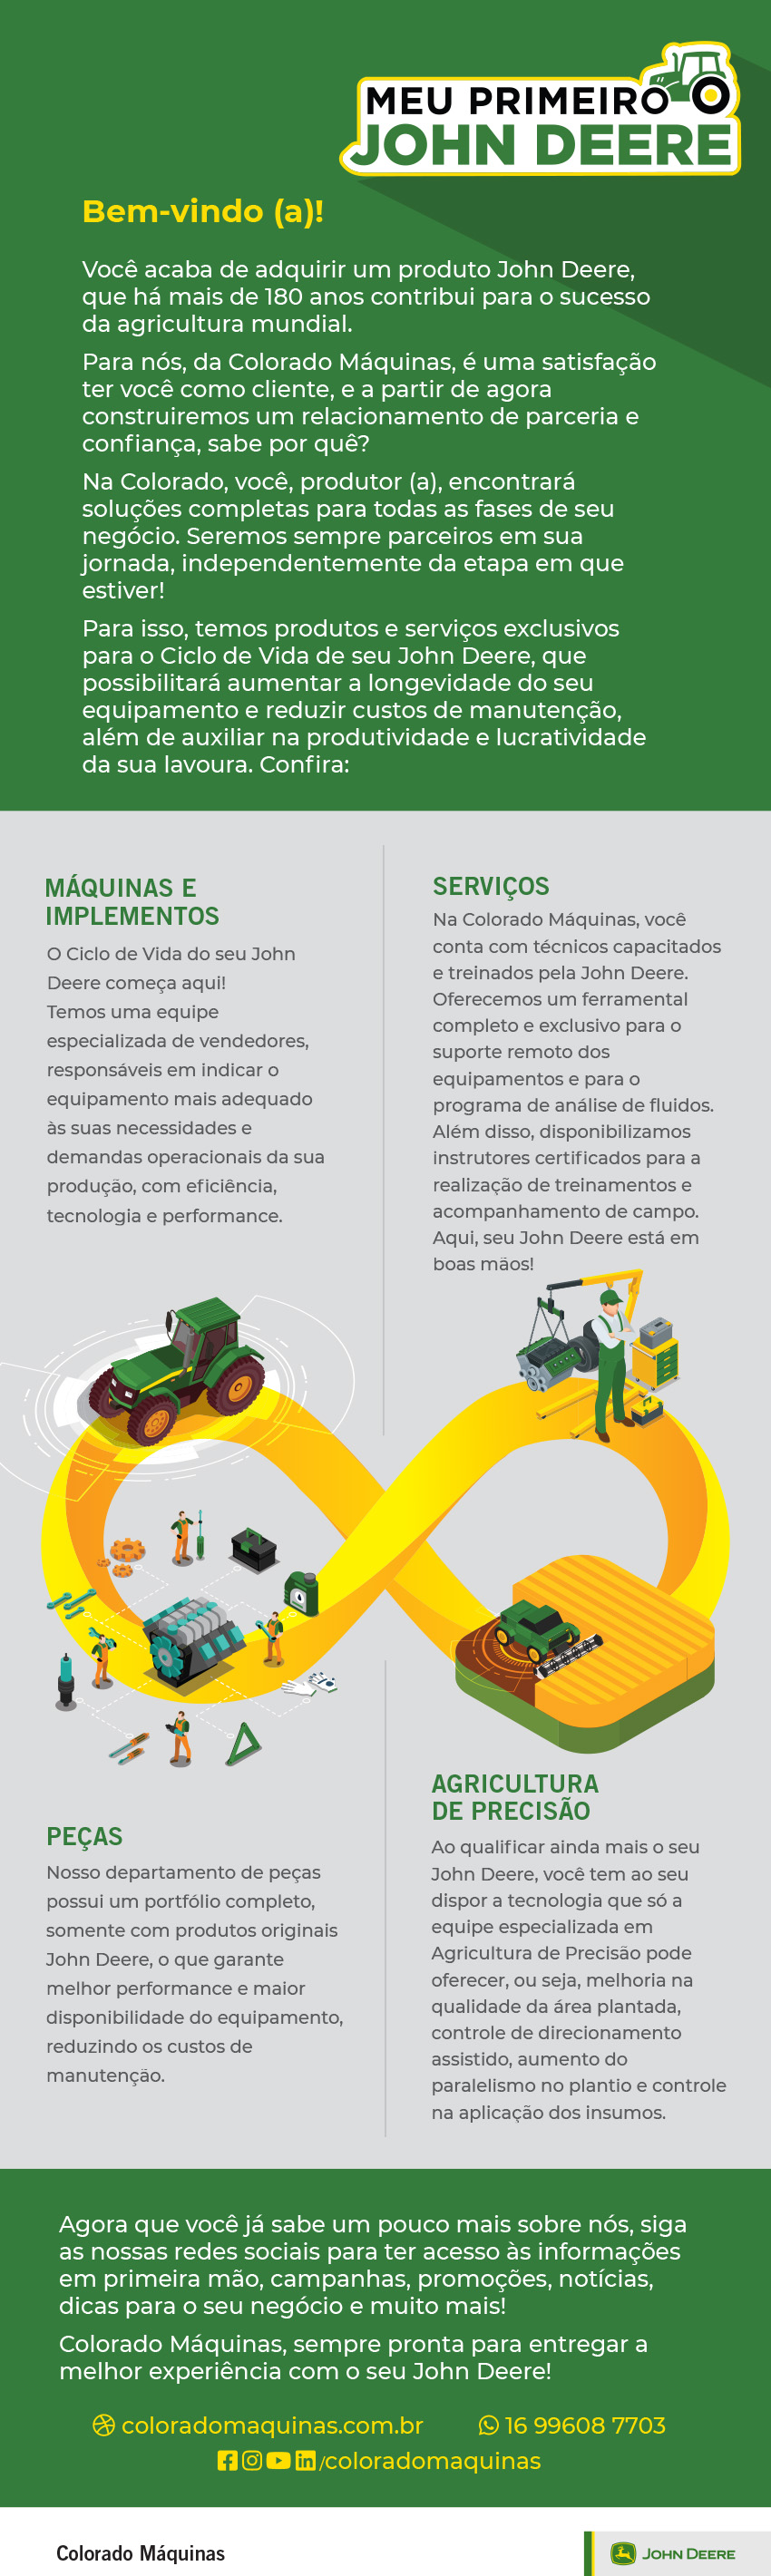 MEU PRIMEIRO
JOHN DEERE
Bem-vindo (a)!
Você acaba de adquirir um produto John Deere,
que há mais de 180 anos contribui para o sucesso
da agricultura mundial.
Para nós, da Colorado Máquinas, é uma satisfação
ter você como cliente, e a partir de agora
construiremos um relacionamento de parceria e
confiança, sabe por quê?
Na Colorado, você, produtor (a), encontrará
soluções completas para todas as fases de seu
negócio. Seremos sempre parceiros em sua
jornada, independentemente da etapa em que
estiver!
Para isso, temos produtos e serviços exclusivos
para o Ciclo de Vida de seu John Deere, que
possibilitará aumentar a longevidade do seu
equipamento e reduzir custos de manutenção,
além de auxiliar na produtividade e lucratividade
da sua lavoura. Confira:
MÁQUINAS E
IMPLEMENTOS
O Ciclo de Vida do seu John
Deere começa aqui!
Temos uma equipe
especializada de vendedores,
responsáveis em indicar o
equipamento mais adequado
às suas necessidades e
demandas operacionais da sua
produção, com eficiência,
tecnologia e performance.
SERVIÇOS
Na Colorado Máquinas, você
conta com técnicos capacitados
e treinados pela John Deere.
Oferecemos um ferramental
completo e exclusivo para o
suporte remoto dos
equipamentos e para o
programa de análise de fluidos.
Além disso, disponibilizamos
instrutores certificados para a
realização de treinamentos e
acompanhamento de campo.
Aqui, seu John Deere está em
boas mãos!
PEÇAS
Nosso departamento de peças
possui um portfólio completo,
somente com produtos originais
John Deere, o que garante
melhor performance e maior
disponibilidade do equipamento,
reduzindo os custos de
manutenção.
AGRICULTURA
DE PRECISÃO
Ao qualificar ainda mais o seu
John Deere, você tem ao seu
dispor a tecnologia que só a
equipe especializada em
Agricultura de Precisão pode
oferecer, ou seja, melhoria na
qualidade da área plantada,
controle de direcionamento
assistido, aumento do
paralelismo no plantio e controle
na aplicação dos insumos.
Agora que você já sabe um pouco mais sobre nós, siga
as nossas redes sociais para ter acesso às informações
em primeira mão, campanhas, promoções, notícias,
dicas para o seu negócio e muito mais!
Colorado Máquinas, sempre pronta para entregar a
melhor experiência com o seu John Deere!
coloradomaquinas.com.br 16 99608 7703
/coloradomaquinas
Colorado Máquinas
JOHN DEERE